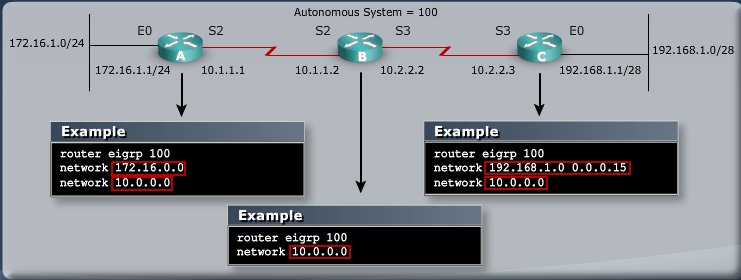 Autonomous System = 100
E0 S2 S2 S3 S3 E0
172.16.1.0/24
192.168.1.0/28
A B C
172.16.1.1/24 10.1.1.1 10.1.1.2 10.2.2.2 10.2.2.3 192.168.1.1/28
Example
router eigrp 100
network 172.16.0.0
network 10.0.0.0
Example
router eigrp 100
network 192.168.1.0 0.0.0.15
network 10.0.0.0
Example
router eigrp 100
network 10.0.0.0